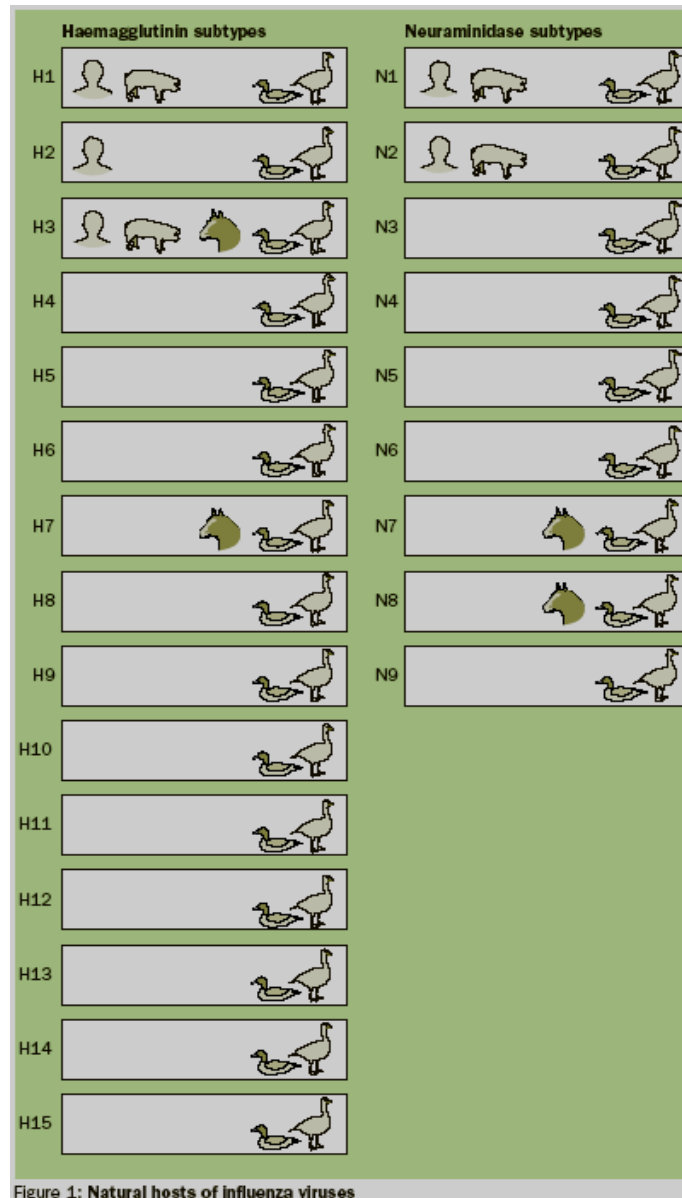 Haemagglutinin subtypes Neuraminidase subtypes
H1 N1
H2 N2
H3 N3
H4 N4
H5 N5
H6 N6
H7 N7
H8 N8
H9 N9
H10
H11
H12
H13
H14
H15
Figure 1: Natural hosts of influenza viruses